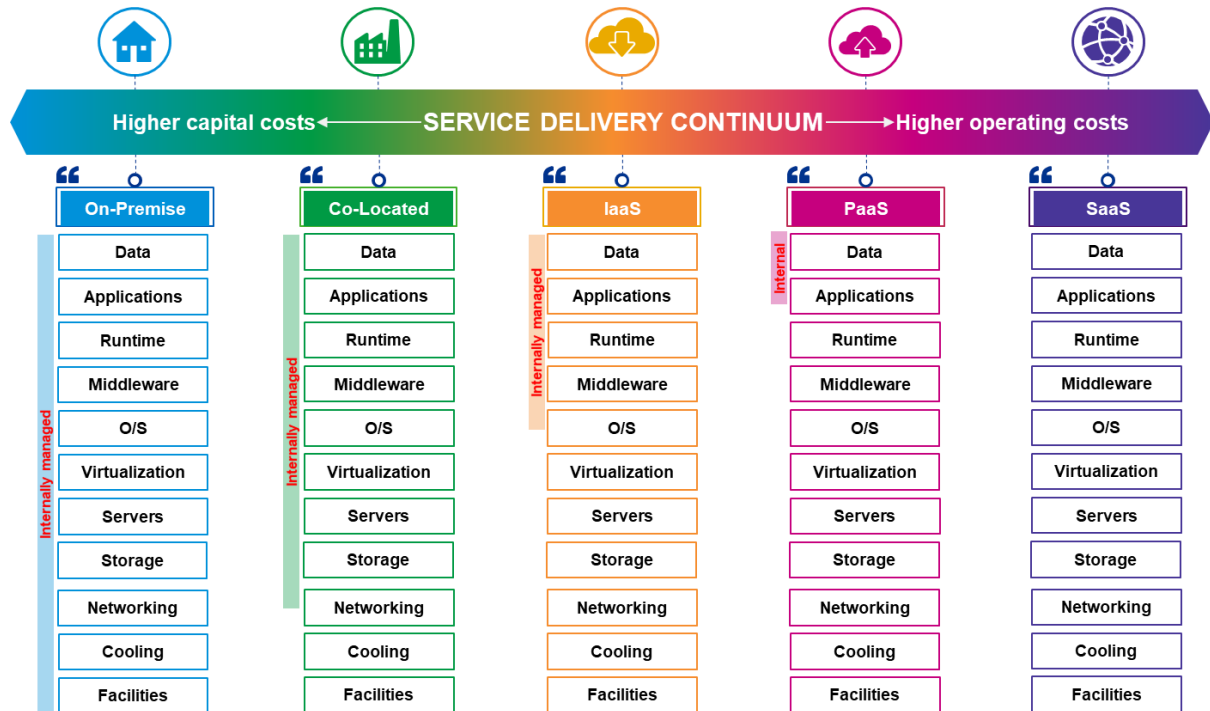 Higher capital costs SERVICE DELIVERY CONTINUUM Higher operating costs
On-Premise
Internally managed
Data
Applications
Runtime
Middleware
O/S
Virtualization
Servers
Storage
Networking
Cooling
Facilities
Co-Located
Internally managed
Data
Applications
Runtime
Middleware
O/S
Virtualization
Servers
Storage
Networking
Cooling
Facilities
IaaS
Internally managed
Data
Applications
Runtime
Middleware
O/S
Virtualization
Servers
Storage
Networking
Cooling
Facilities
PaaS
Internal
Data
Applications
Runtime
Middleware
O/S
Virtualization
Servers
Storage
Networking
Cooling
Facilities
SaaS
Data
Applications
Runtime
Middleware
O/S
Virtualization
Servers
Storage
Networking
Cooling
Facilities